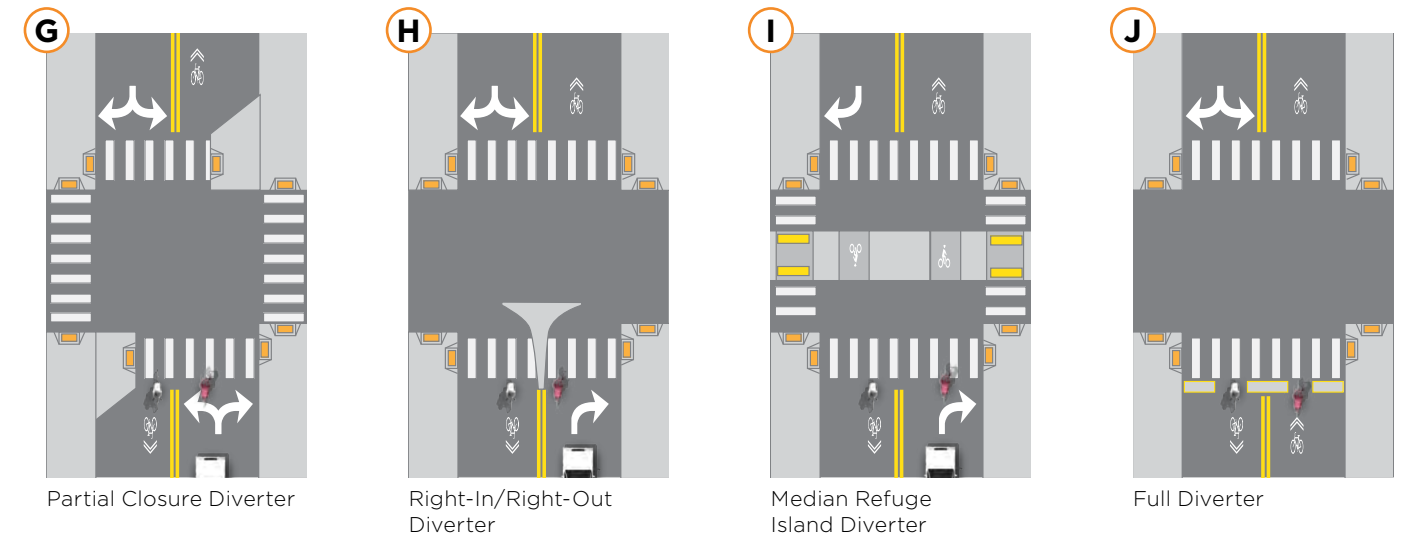 G
H
I
J
Partial Closure Diverter
Right-In/Right-Out
Diverter
Median Refuge
Island Diverter
Full Diverter